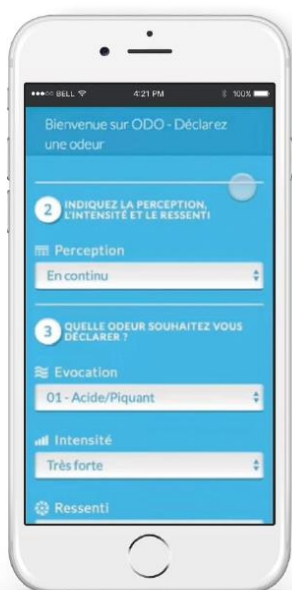 BELL 4:21 PM 100%
Bienvenue sur ODO - Déclarez
une odeur
2 INDIQUEZ LA PERCEPTION,
L'INTENSITÉ ET LE RESSENTI
Perception
En continu
3 QUELLE ODEUR SOUHAITEZ VOUS
DÉCLARER ?
Evocation
01 - Acide/Piquant
Intensité
Très forte
Ressenti